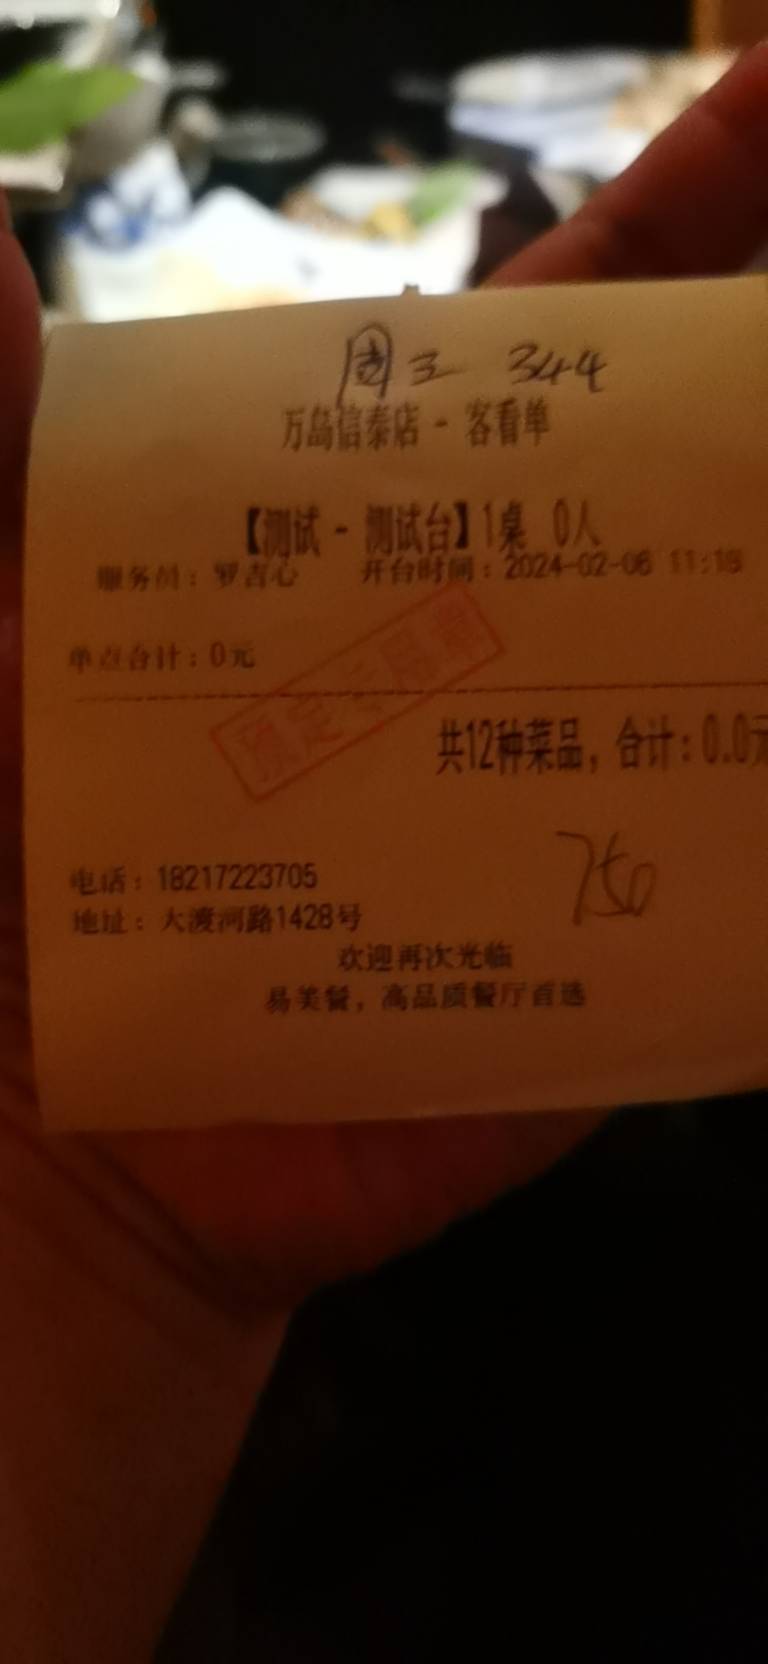 344
万岛信泰店 - 客看单
【测试 - 测试台】1桌 0人
服务员：罗吉心 开台时间：2024-02-06 11:18
单点合计：0元
共12种菜品，合计：0.0元
750
电话：18217223705
地址：大渡河路1428号
欢迎再次光临
易美餐，高品质餐厅首选